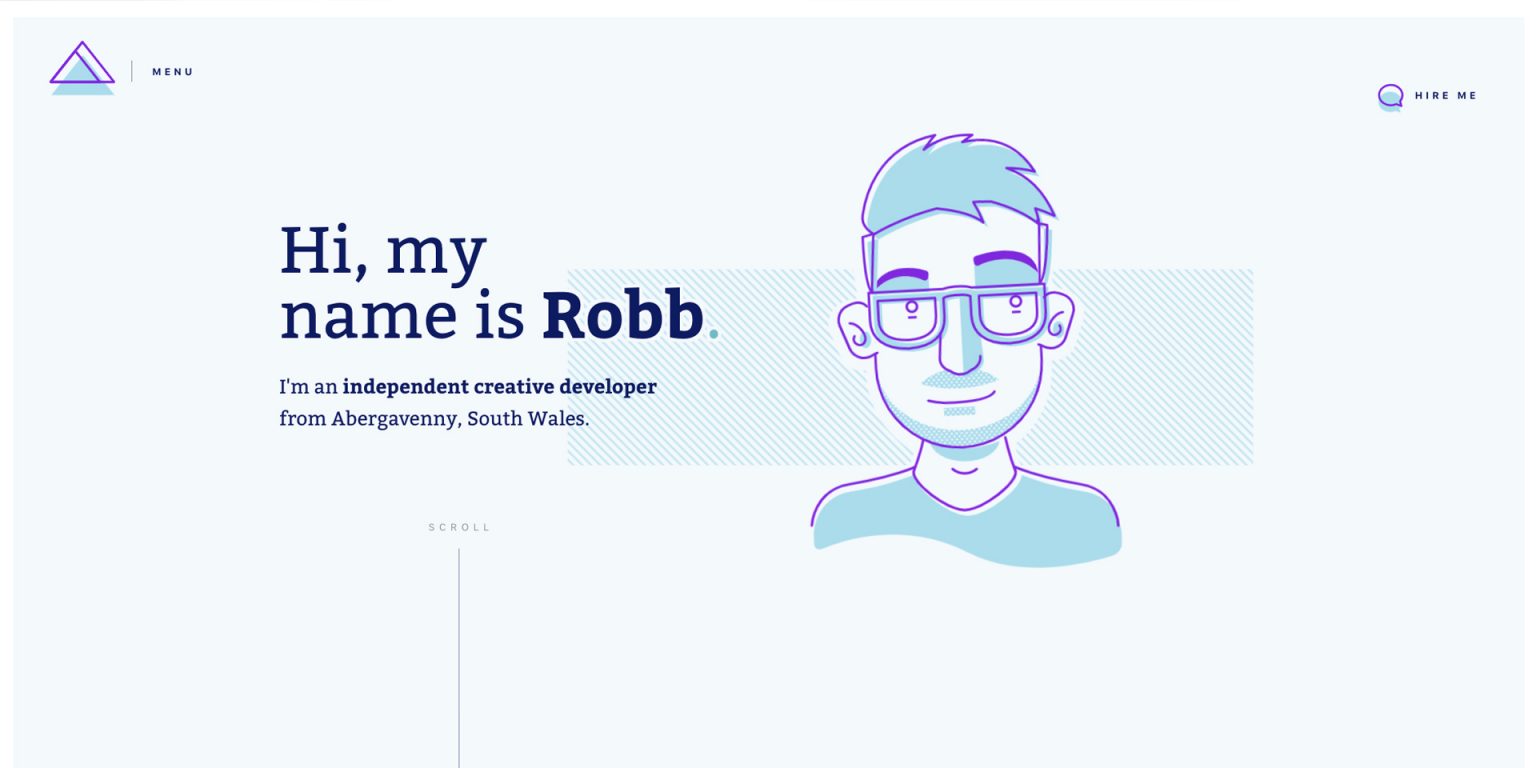 MENU
HIRE ME
Hi, my
name is Robb.
I'm an independent creative developer
from Abergavenny, South Wales.
SCROLL